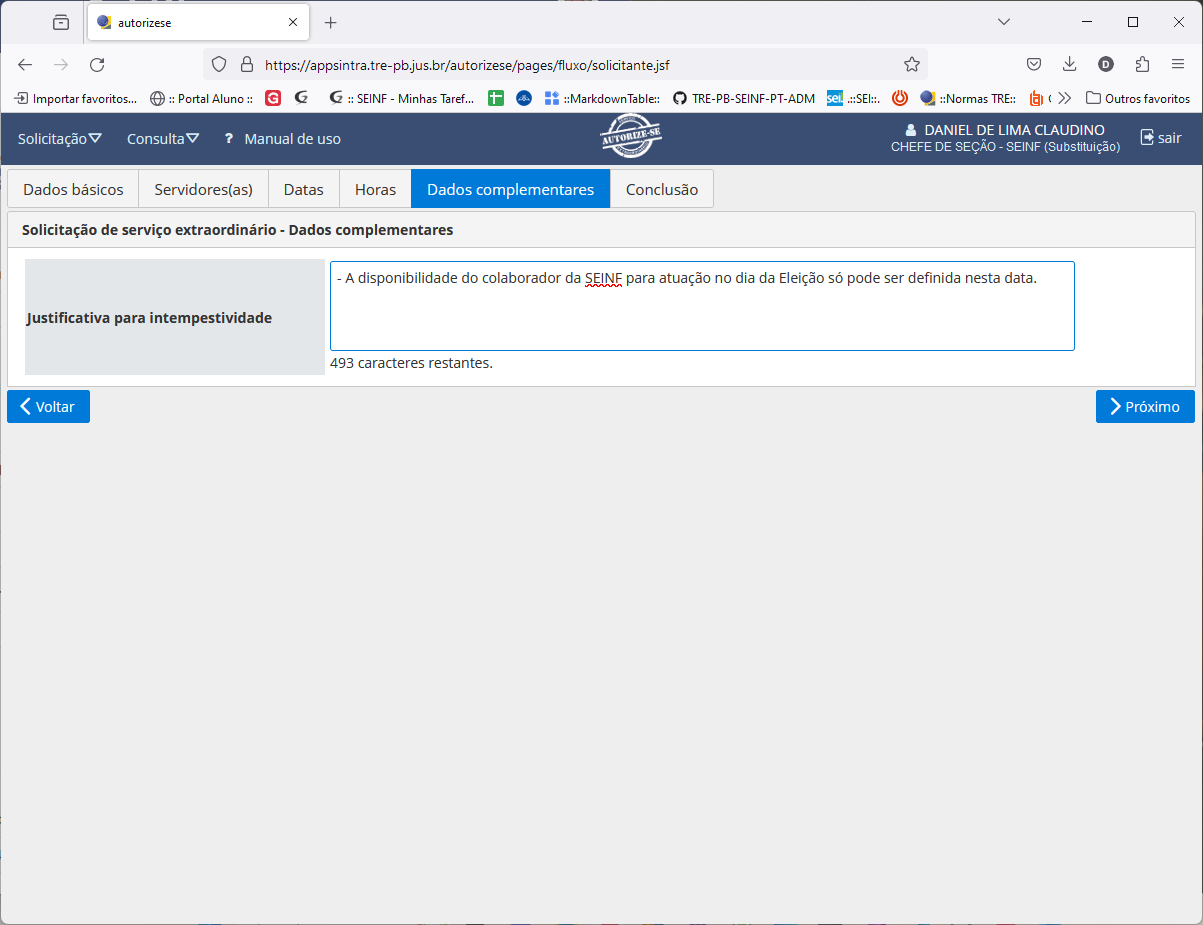 autorizese
https://appsintra.tre-pb.jus.br/autorizese/pages/fluxo/solicitante.jsf
D
Importar favoritos... :: Portal Aluno :: G G G :: SEINF - Minhas Taref... ::MarkdownTable:: TRE-PB-SEINF-PT-ADM sei. .::SEI::. ::Normas TRE:: Outros favoritos
Solicitação Consulta ? Manual de uso
AUTORIZE-SE
DANIEL DE LIMA CLAUDINO
CHEFE DE SEÇÃO - SEINF (Substituição)
sair
Dados básicos Servidores(as) Datas Horas Dados complementares Conclusão
Solicitação de serviço extraordinário - Dados complementares
Justificativa para intempestividade
- A disponibilidade do colaborador da SEINF para atuação no dia da Eleição só pode ser definida nesta data.
493 caracteres restantes.
Voltar Próximo